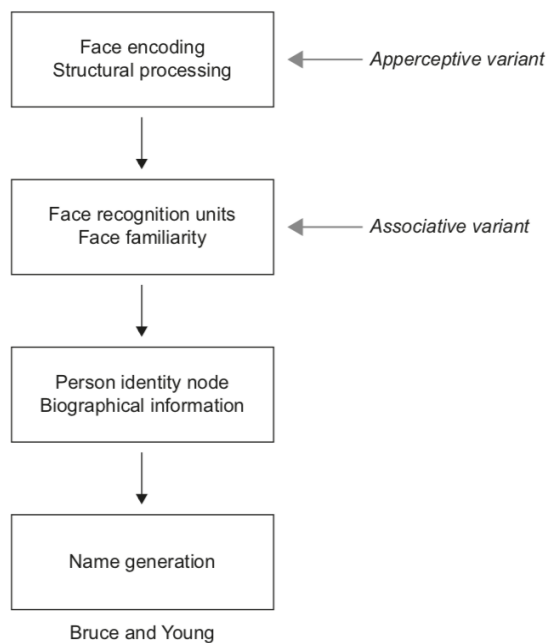 Face encoding
Structural processing
Apperceptive variant
Face recognition units
Face familiarity
Associative variant
Person identity node
Biographical information
Name generation
Bruce and Young